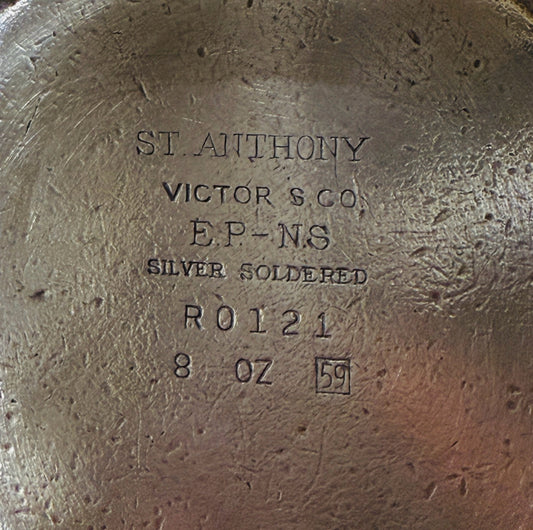 ST. ANTHONY
VICTOR S. CO.
E.P.-N.S
SILVER SOLDERED
R0121
8 OZ 59